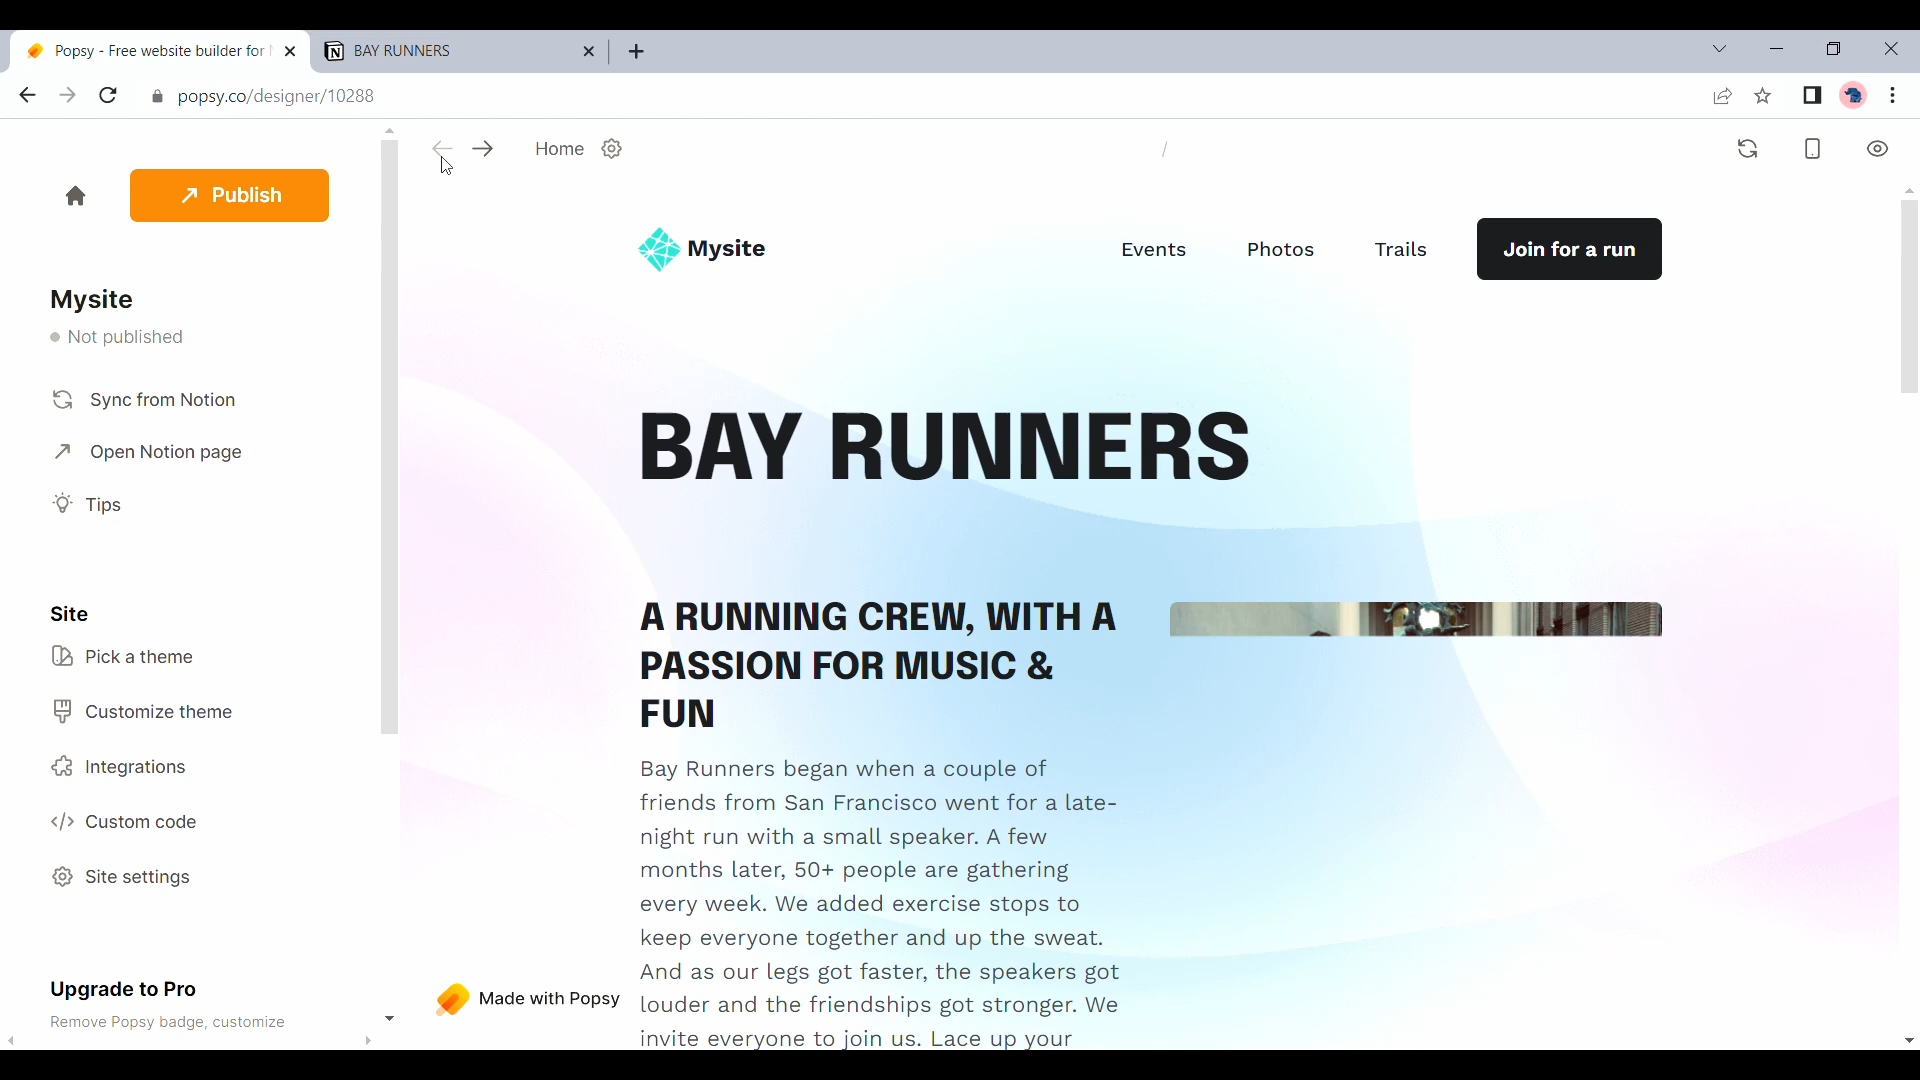 Popsy - Free website builder for
BAY RUNNERS
popsy.co/designer/10288
Home
/
Publish
Mysite
Not published
Sync from Notion
Open Notion page
Tips
Site
Pick a theme
Customize theme
Integrations
Custom code
Site settings
Upgrade to Pro
Remove Popsy badge, customize
Mysite
Events
Photos
Trails
Join for a run
BAY RUNNERS
A RUNNING CREW, WITH A
PASSION FOR MUSIC &
FUN
Bay Runners began when a couple of
friends from San Francisco went for a late-
night run with a small speaker. A few
months later, 50+ people are gathering
every week. We added exercise stops to
keep everyone together and up the sweat.
And as our legs got faster, the speakers got
louder and the friendships got stronger. We
invite everyone to join us. Lace up your
Made with Popsy